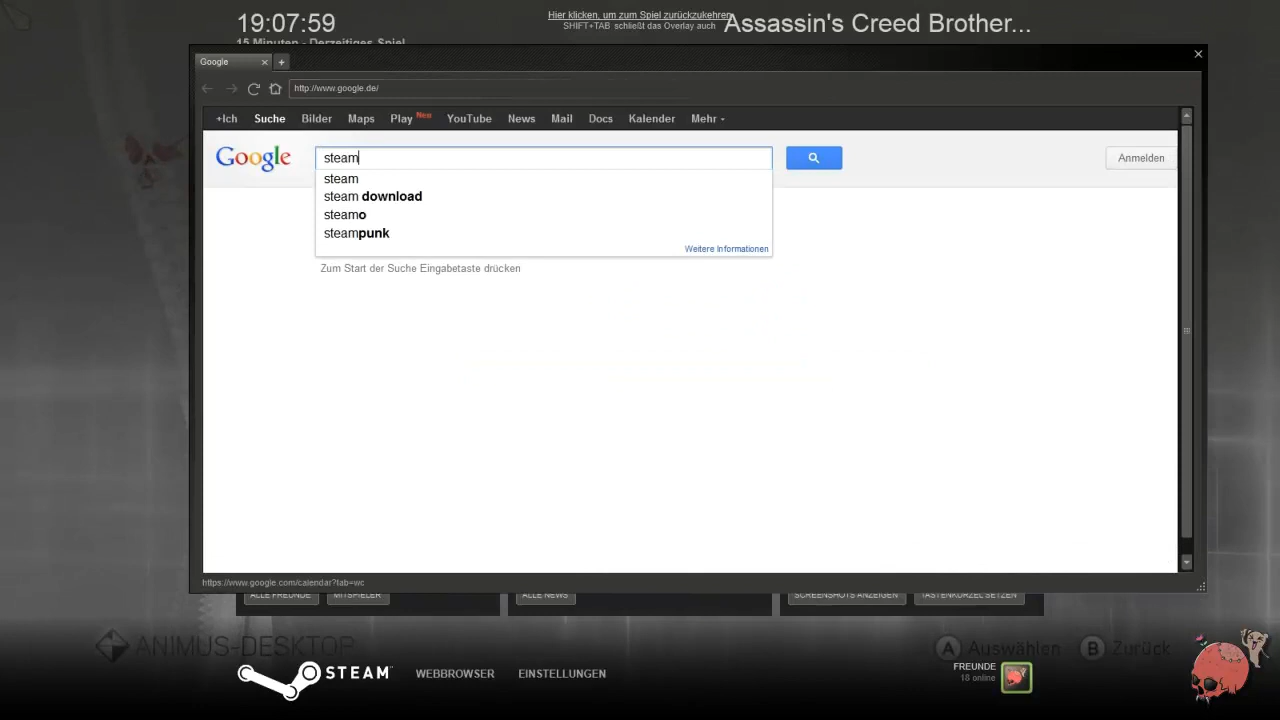 19:07:59
Hier klicken, um zum Spiel zurückzukehren
SHIFT+TAB schließt das Overlay auch
Assassin's Creed Brother...
15 Minuten - Derzeitiges Spiel
Google
http://www.google.de/
+Ich Suche Bilder Maps Play Neu YouTube News Mail Docs Kalender Mehr
Google
steam
Anmelden
steam
steam download
steamo
steampunk
Weitere Informationen
Zum Start der Suche Eingabetaste drücken
https://www.google.com/calendar?tab=wc
ALLE FREUNDE MITSPIELER ALLE NEWS SCREENSHOTS ANZEIGEN TASTENKÜRZEL SETZEN
ANIMUS-DESKTOP
A Auswählen B Zurück
STEAM™ WEBBROWSER EINSTELLUNGEN
FREUNDE
18 online